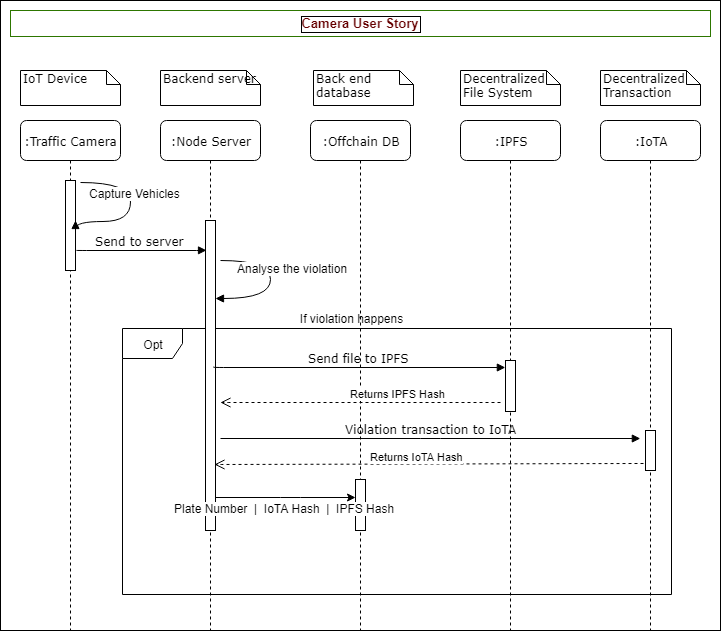 Camera User Story
IoT Device
Backend server
Back end
database
Decentralized
File System
Decentralized
Transaction
:Traffic Camera
:Node Server
:Offchain DB
:IPFS
:IoTA
Capture Vehicles
Send to server
Analyse the violation
If violation happens
Opt
Send file to IPFS
Returns IPFS Hash
Violation transaction to IoTA
Returns IoTA Hash
Plate Number | IoTA Hash | IPFS Hash